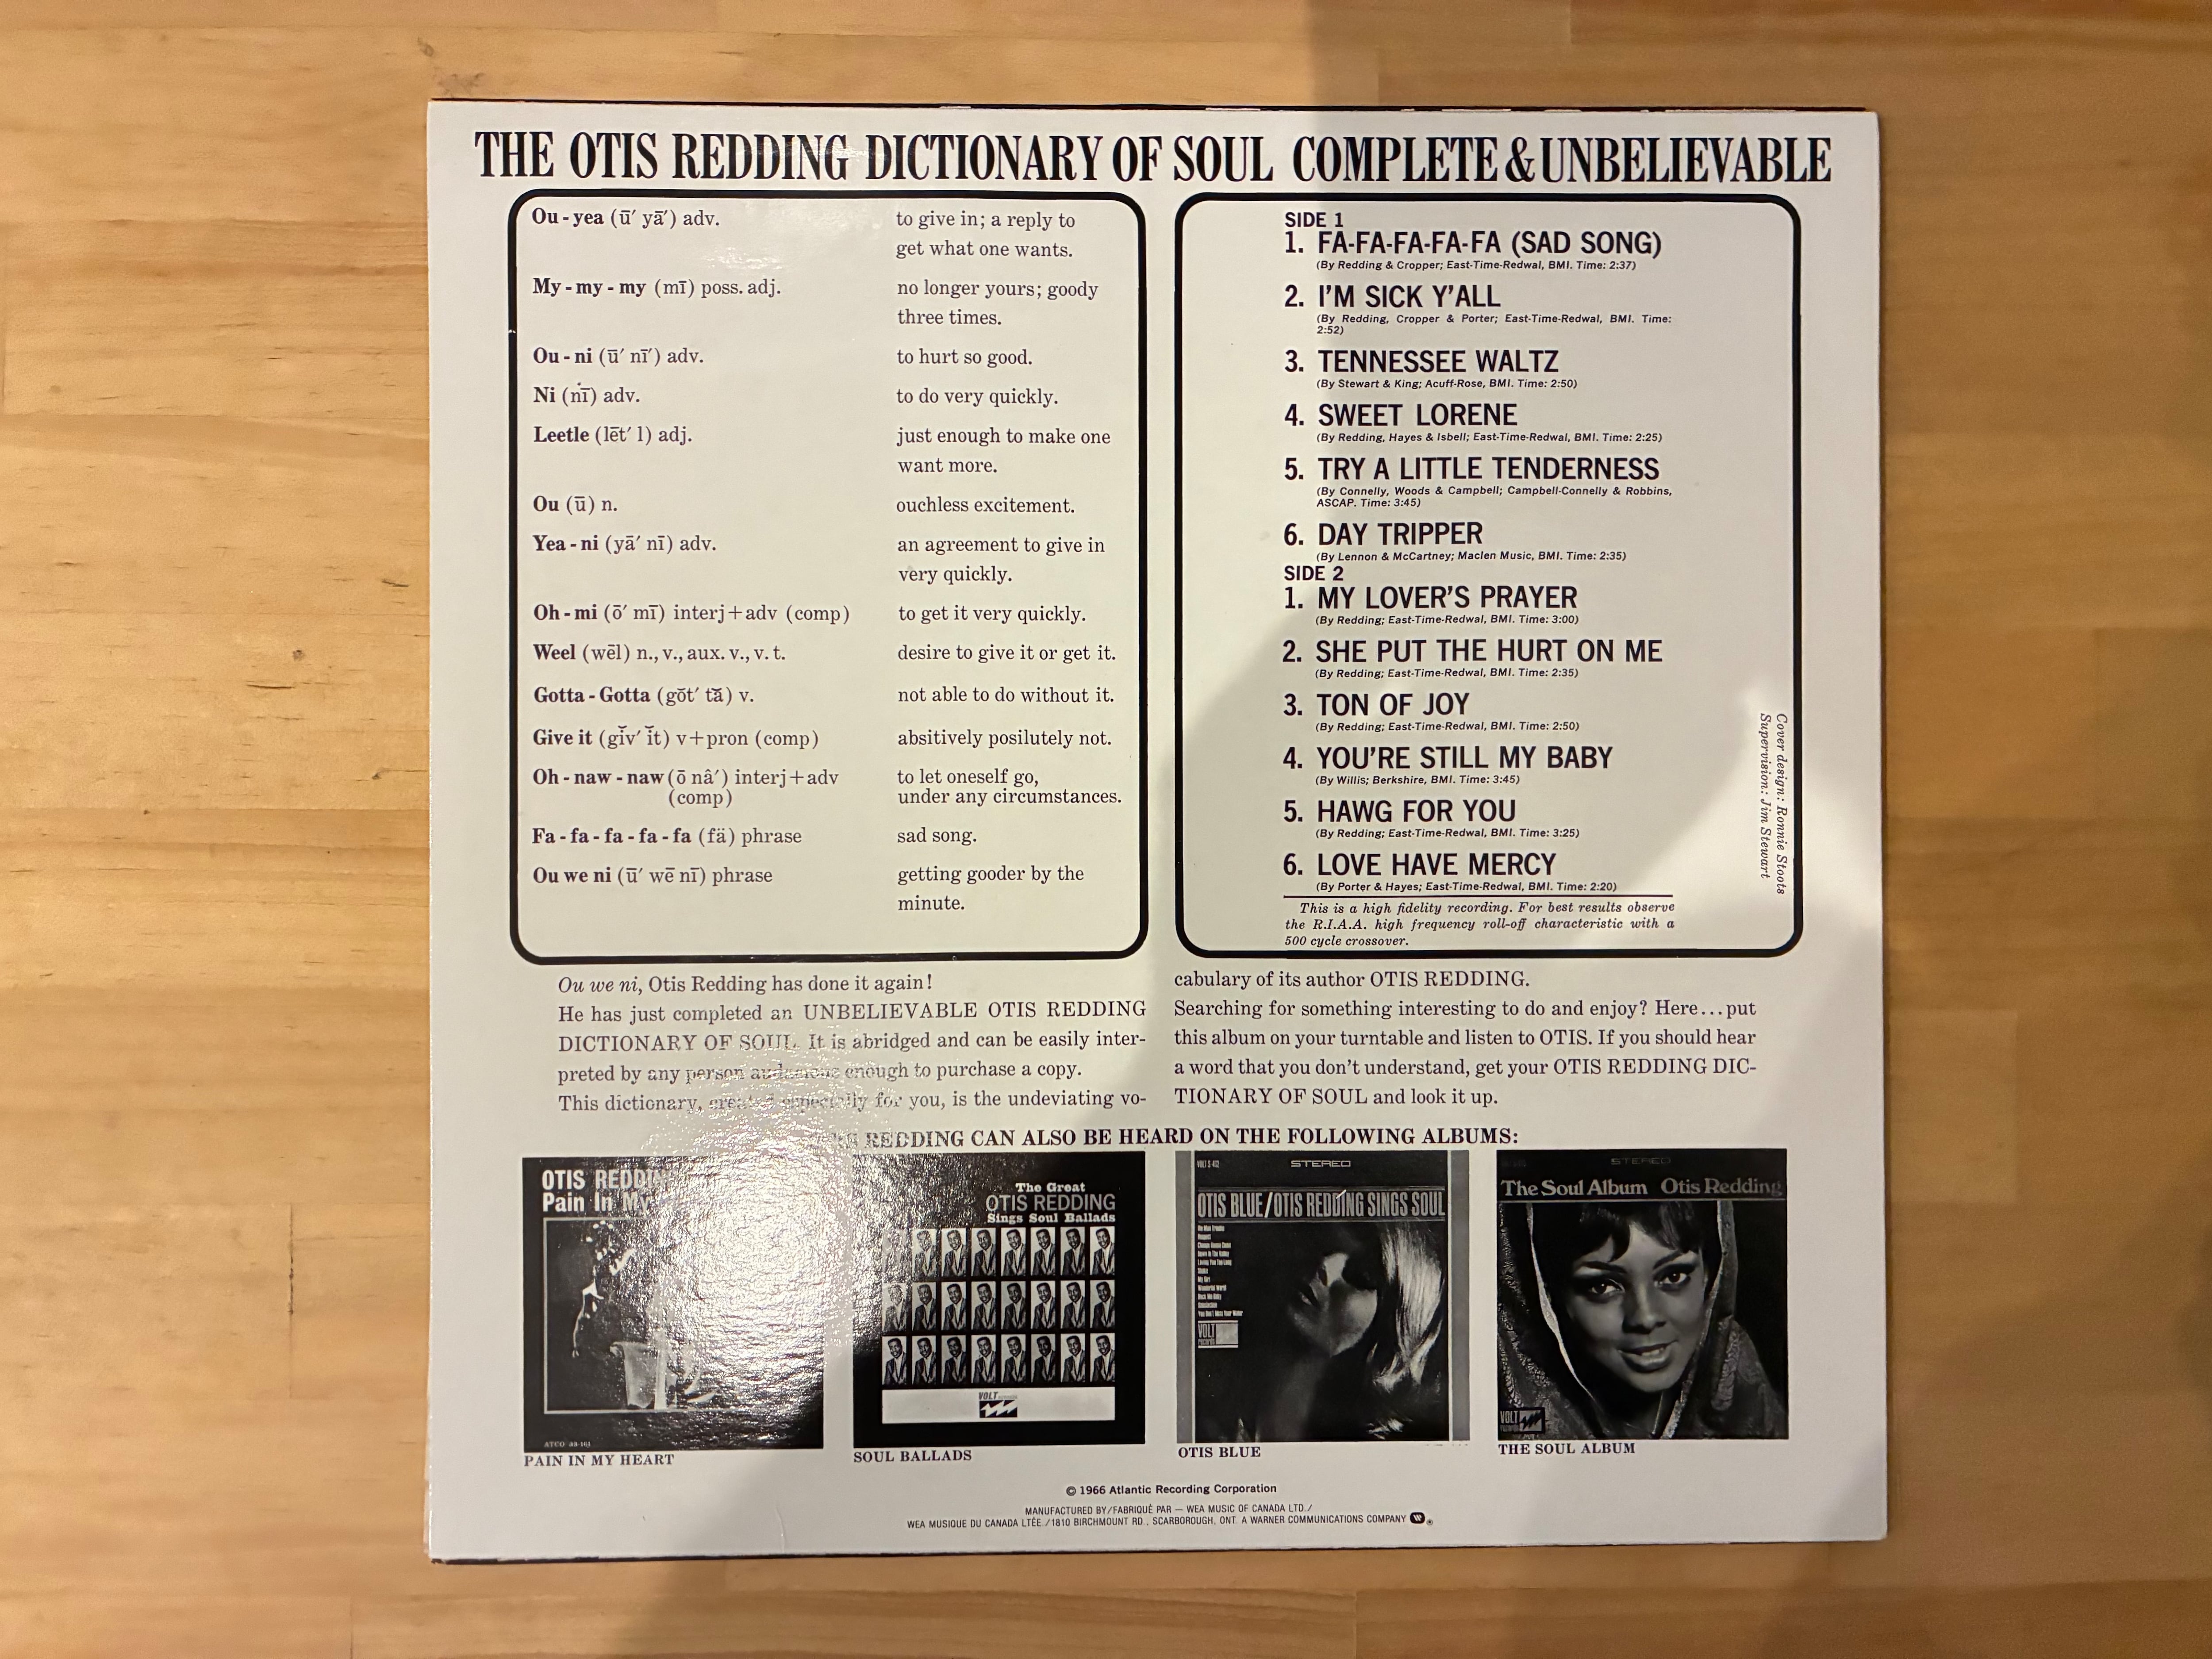 THE OTIS REDDING DICTIONARY OF SOUL COMPLETE & UNBELIEVABLE
Ou - yea (ū′ yā′) adv. to give in; a reply to
get what one wants.
My - my - my (mī) poss. adj. no longer yours; goody
three times.
Ou - ni (ū′ nī′) adv. to hurt so good.
Ni (nī) adv. to do very quickly.
Leetle (lēt′ l) adj. just enough to make one
want more.
Ou (ū) n. ouchless excitement.
Yea - ni (yā′ nī) adv. an agreement to give in
very quickly.
Oh - mi (ō′ mī) interj+adv (comp) to get it very quickly.
Weel (wēl) n., v., aux. v., v. t. desire to give it or get it.
Gotta - Gotta (gŏt′ tă) v. not able to do without it.
Give it (gĭv′ ĭt) v+pron (comp) absitively posilutely not.
Oh - naw - naw (ō nâ′) interj+adv to let oneself go,
(comp) under any circumstances.
Fa - fa - fa - fa - fa (fä) phrase sad song.
Ou we ni (ū′ wē nī) phrase getting gooder by the
minute.
SIDE 1
1. FA-FA-FA-FA-FA (SAD SONG)
(By Redding & Cropper; East-Time-Redwal, BMI. Time: 2:37)
2. I'M SICK Y'ALL
(By Redding, Cropper & Porter; East-Time-Redwal, BMI. Time:
2:52)
3. TENNESSEE WALTZ
(By Stewart & King; Acuff-Rose, BMI. Time: 2:50)
4. SWEET LORENE
(By Redding, Hayes & Isbell; East-Time-Redwal, BMI. Time: 2:25)
5. TRY A LITTLE TENDERNESS
(By Connelly, Woods & Campbell; Campbell-Connelly & Robbins,
ASCAP. Time: 3:45)
6. DAY TRIPPER
(By Lennon & McCartney; Maclen Music, BMI. Time: 2:35)
SIDE 2
1. MY LOVER'S PRAYER
(By Redding; East-Time-Redwal, BMI. Time: 3:00)
2. SHE PUT THE HURT ON ME
(By Redding; East-Time-Redwal, BMI. Time: 2:35)
3. TON OF JOY
(By Redding; East-Time-Redwal, BMI. Time: 2:50)
4. YOU'RE STILL MY BABY
(By Willis; Berkshire, BMI. Time: 3:45)
5. HAWG FOR YOU
(By Redding; East-Time-Redwal, BMI. Time: 3:25)
6. LOVE HAVE MERCY
(By Porter & Hayes; East-Time-Redwal, BMI. Time: 2:20)
This is a high fidelity recording. For best results observe
the R.I.A.A. high frequency roll-off characteristic with a
500 cycle crossover.
Cover design: Ronnie Stoots
Supervision: Jim Stewart
Ou we ni, Otis Redding has done it again!
He has just completed an UNBELIEVABLE OTIS REDDING
DICTIONARY OF SOUL. It is abridged and can be easily inter-
preted by any person enough to purchase a copy.
This dictionary, created especially for you, is the undeviating vo-
cabulary of its author OTIS REDDING.
Searching for something interesting to do and enjoy? Here...put
this album on your turntable and listen to OTIS. If you should hear
a word that you don't understand, get your OTIS REDDING DIC-
TIONARY OF SOUL and look it up.
REDDING CAN ALSO BE HEARD ON THE FOLLOWING ALBUMS:
OTIS REDDING
Pain In My
ATCO 33-161
PAIN IN MY HEART
The Great
OTIS REDDING
Sings Soul Ballads
VOLT
SOUL BALLADS
VOLT S 412
STEREO
OTIS BLUE/OTIS REDDING SINGS SOUL
VOLT
OTIS BLUE
STEREO
The Soul Album Otis Redding
VOLT
THE SOUL ALBUM
© 1966 Atlantic Recording Corporation
MANUFACTURED BY/FABRIQUÉ PAR — WEA MUSIC OF CANADA LTD./
WEA MUSIQUE DU CANADA LTÉE./1810 BIRCHMOUNT RD., SCARBOROUGH, ONT. A WARNER COMMUNICATIONS COMPANY